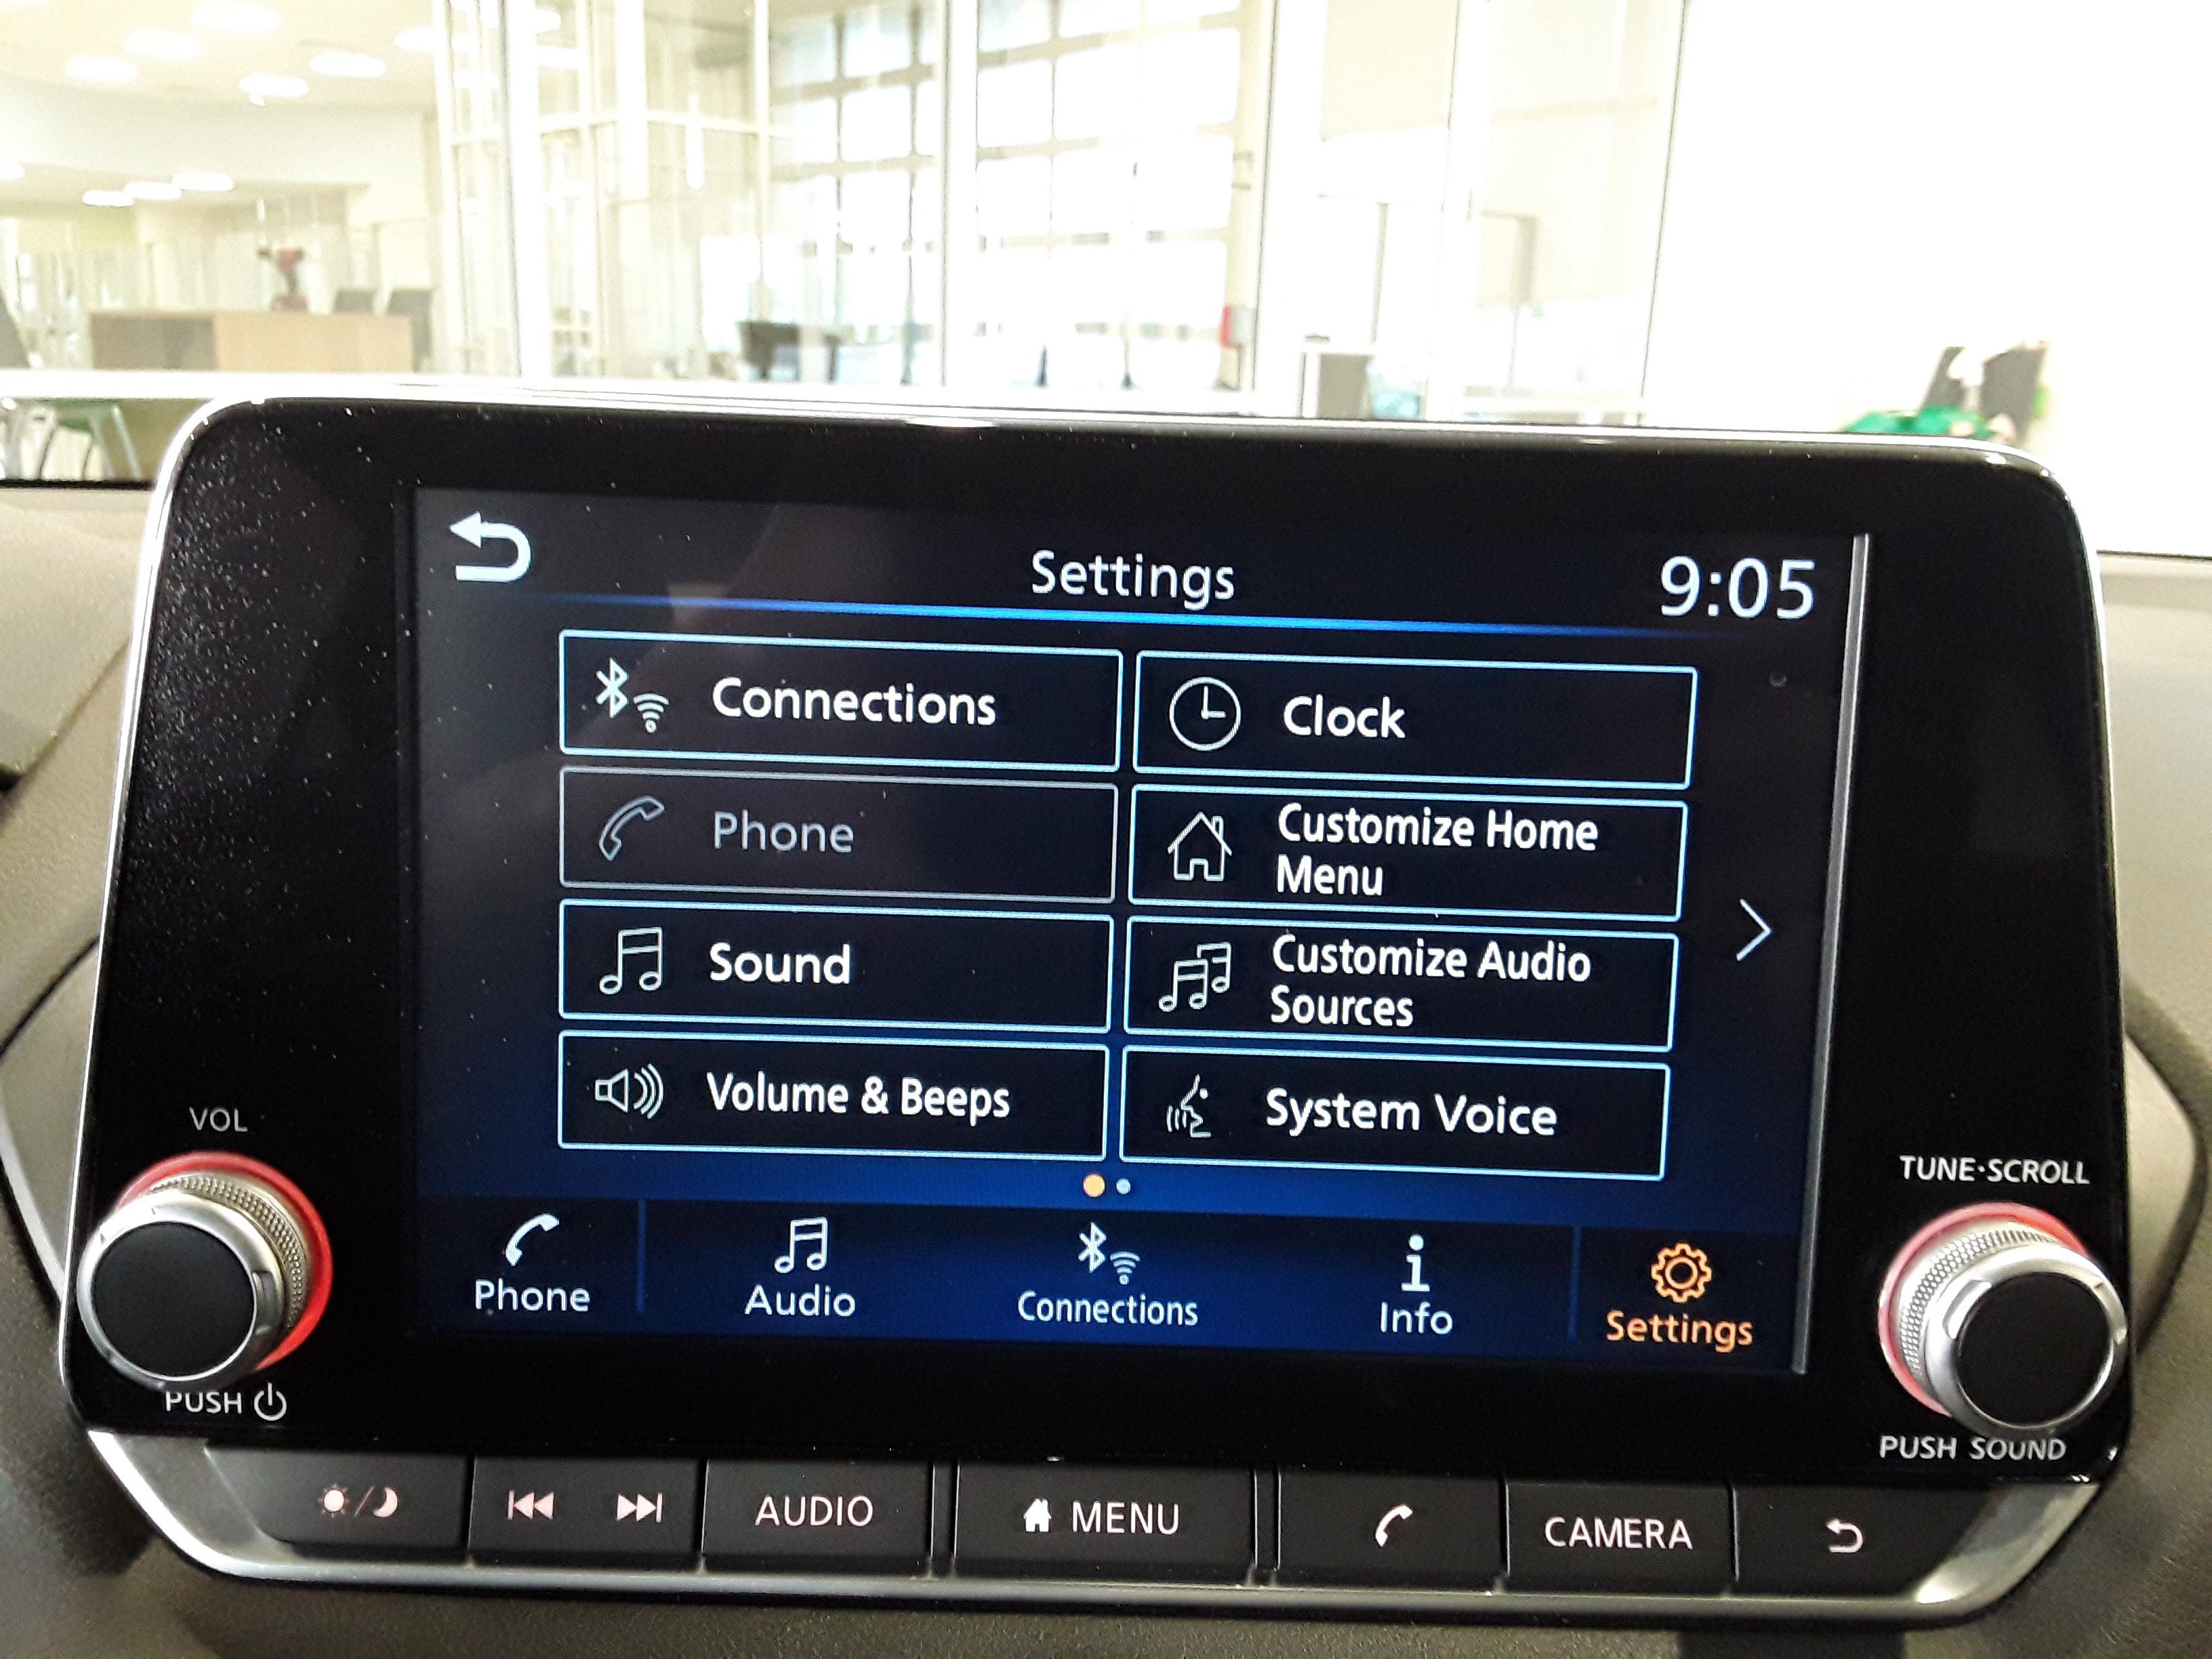 Settings
9:05
Connections
Clock
Phone
Customize Home
Menu
Sound
Customize Audio
Sources
Volume & Beeps
System Voice
Phone
Audio
Connections
Info
Settings
VOL
PUSH
TUNE·SCROLL
PUSH SOUND
AUDIO
MENU
CAMERA